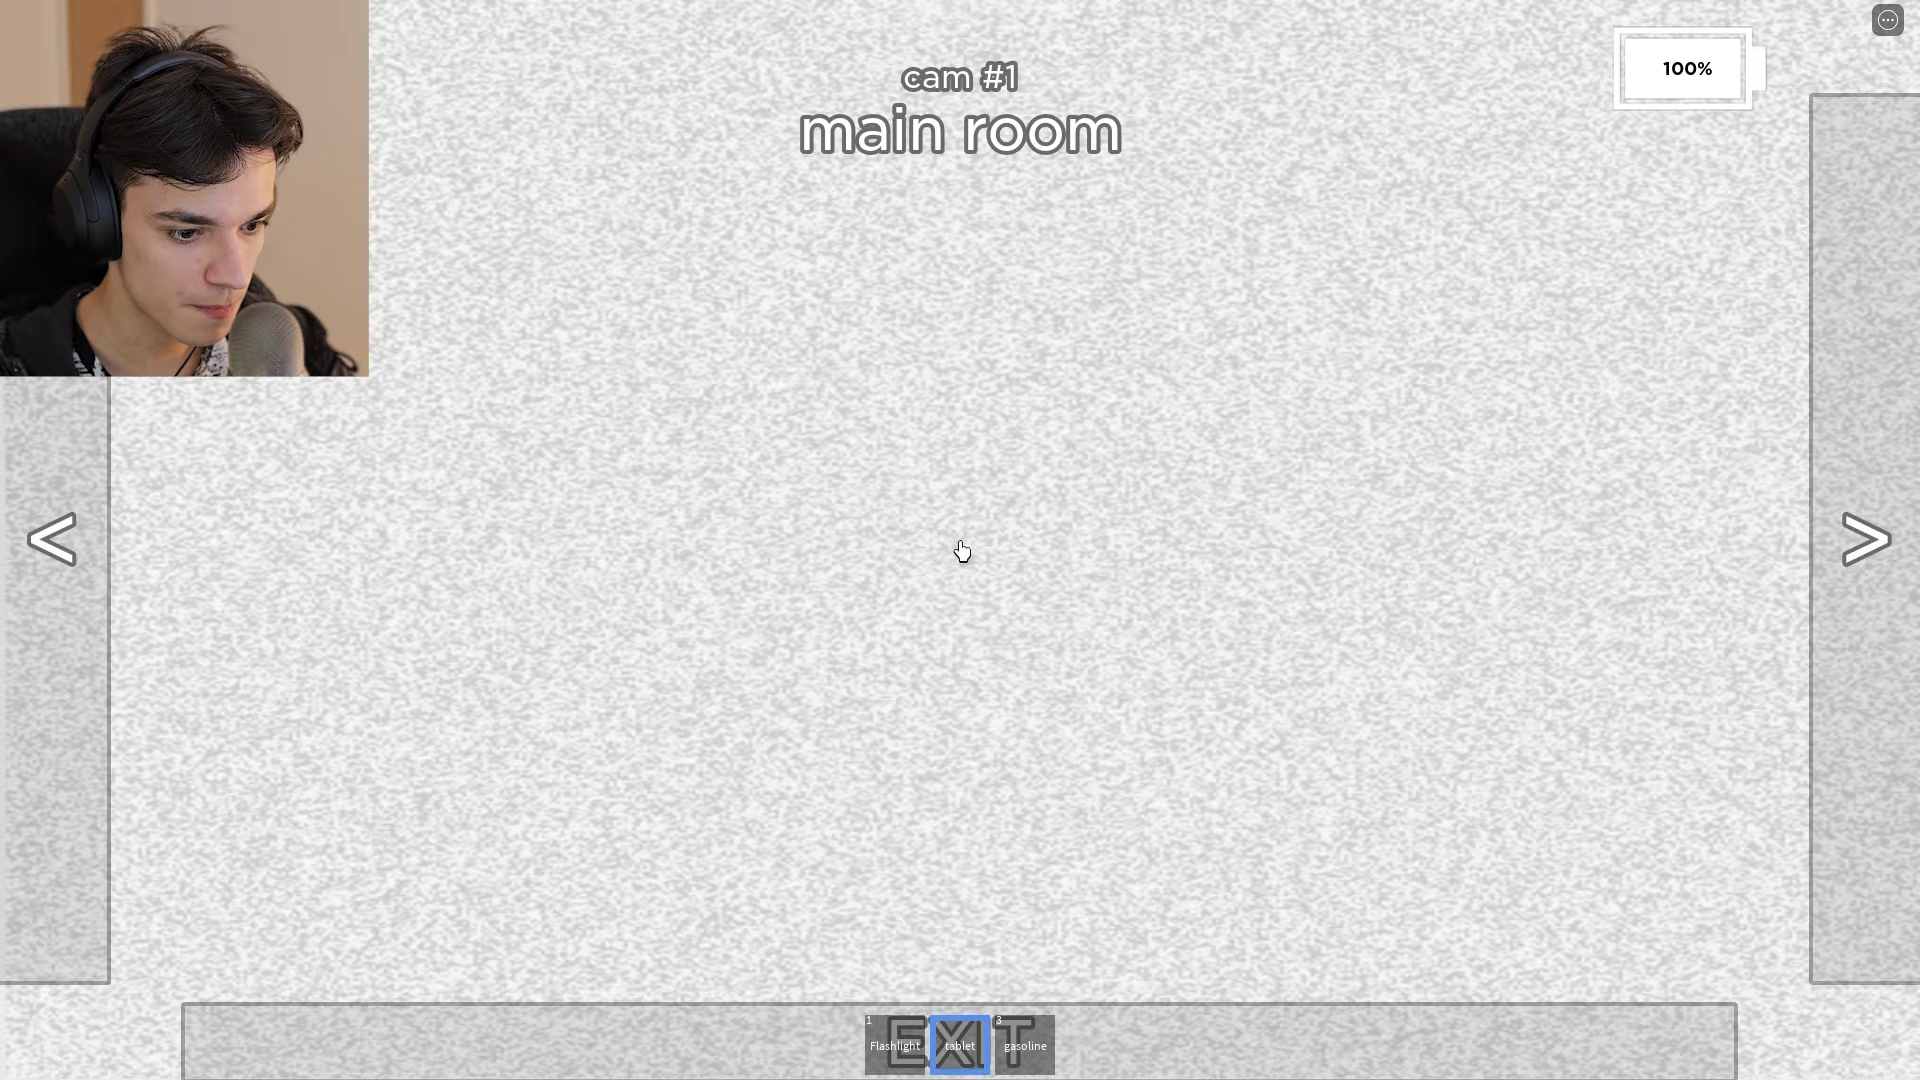 cam #1
100%
main room
<
>
EXIT
1
3
Flashlight
tablet
gasoline